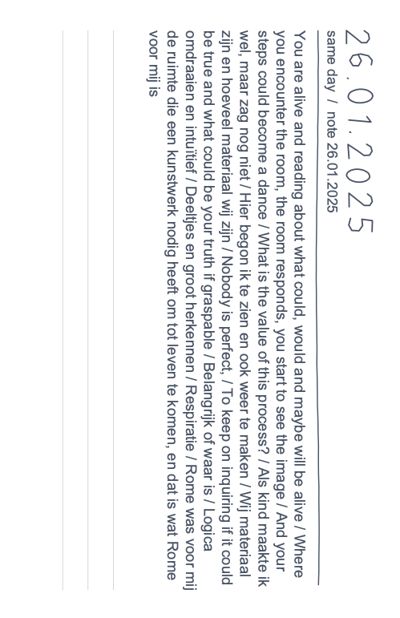 26.01.2025
same day / note 26.01.2025
You are alive and reading about what could, would and maybe will be alive / Where
you encounter the room, the room responds, you start to see the image / And your
steps could become a dance / What is the value of this process? / Als kind maakte ik
wel, maar zag nog niet / Hier begon ik te zien en ook weer te maken / Wij materiaal
zijn en hoeveel materiaal wij zijn / Nobody is perfect, / To keep on inquiring if it could
be true and what could be your truth if graspable / Belangrijk of waar is / Logica
omdraaien en intuïtief / Deeltjes en groot herkennen / Respiratie / Rome was voor mij
de ruimte die een kunstwerk nodig heeft om tot leven te komen, en dat is wat Rome
voor mij is